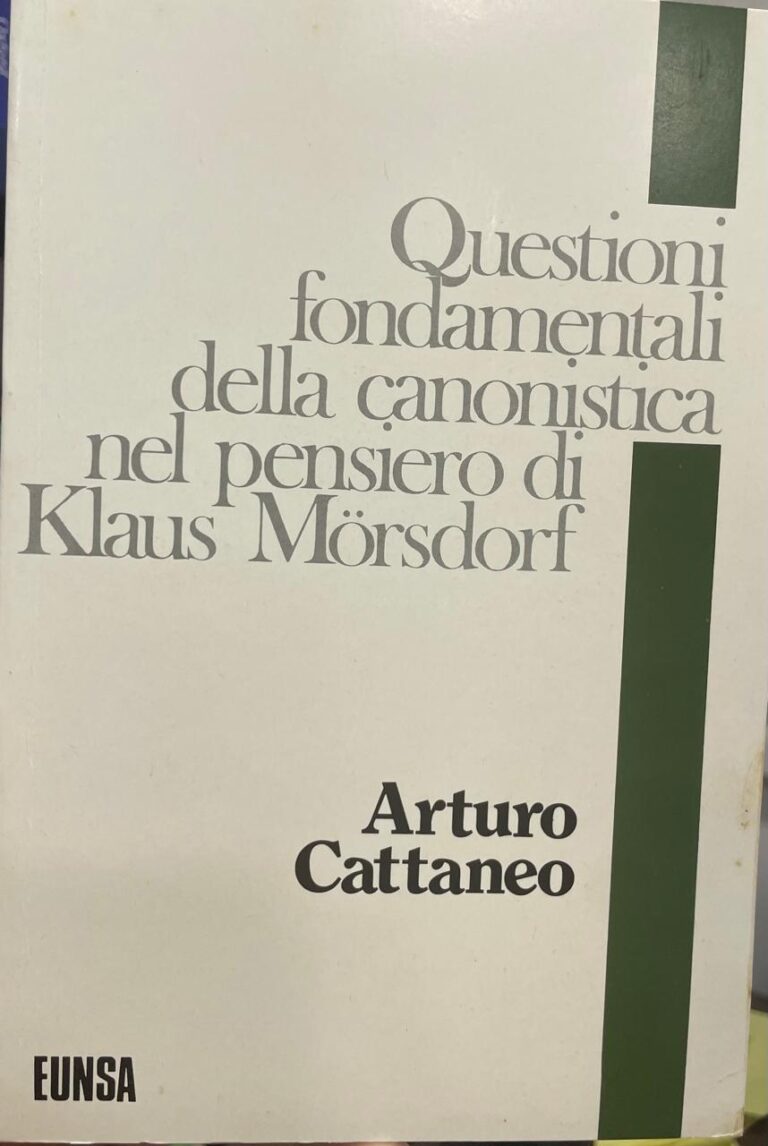 Questioni
fondamentali
della canonistica
nel pensiero di
Klaus Mörsdorf
Arturo
Cattaneo
EUNSA